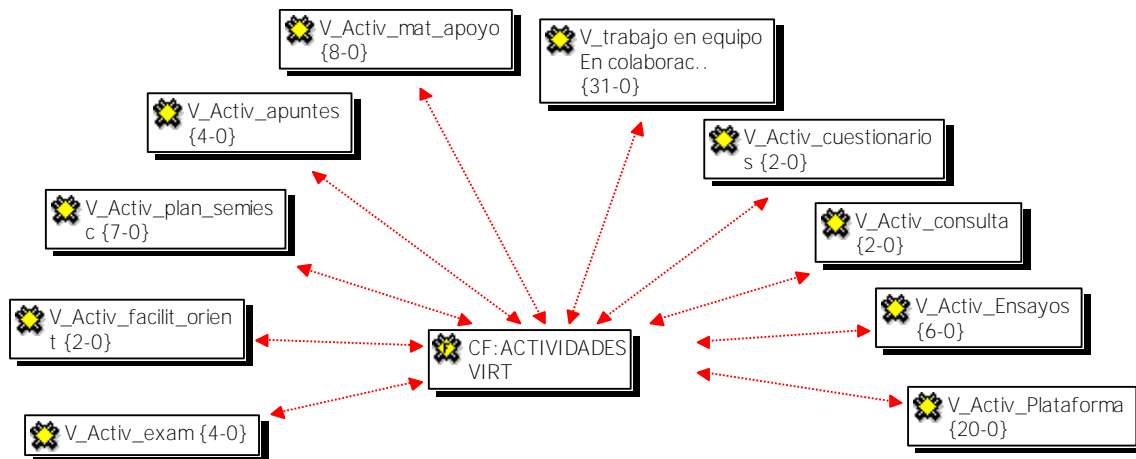 V_Activ_mat_apoyo
{8-0}
V_trabajo en equipo
En colaborac..
{31-0}
V_Activ_apuntes
{4-0}
V_Activ_cuestionario
s {2-0}
V_Activ_plan_semies
c {7-0}
V_Activ_consulta
{2-0}
V_Activ_facilit_orien
t {2-0}
V_Activ_Ensayos
{6-0}
F
CF:ACTIVIDADES
VIRT
V_Activ_exam {4-0}
V_Activ_Plataforma
{20-0}